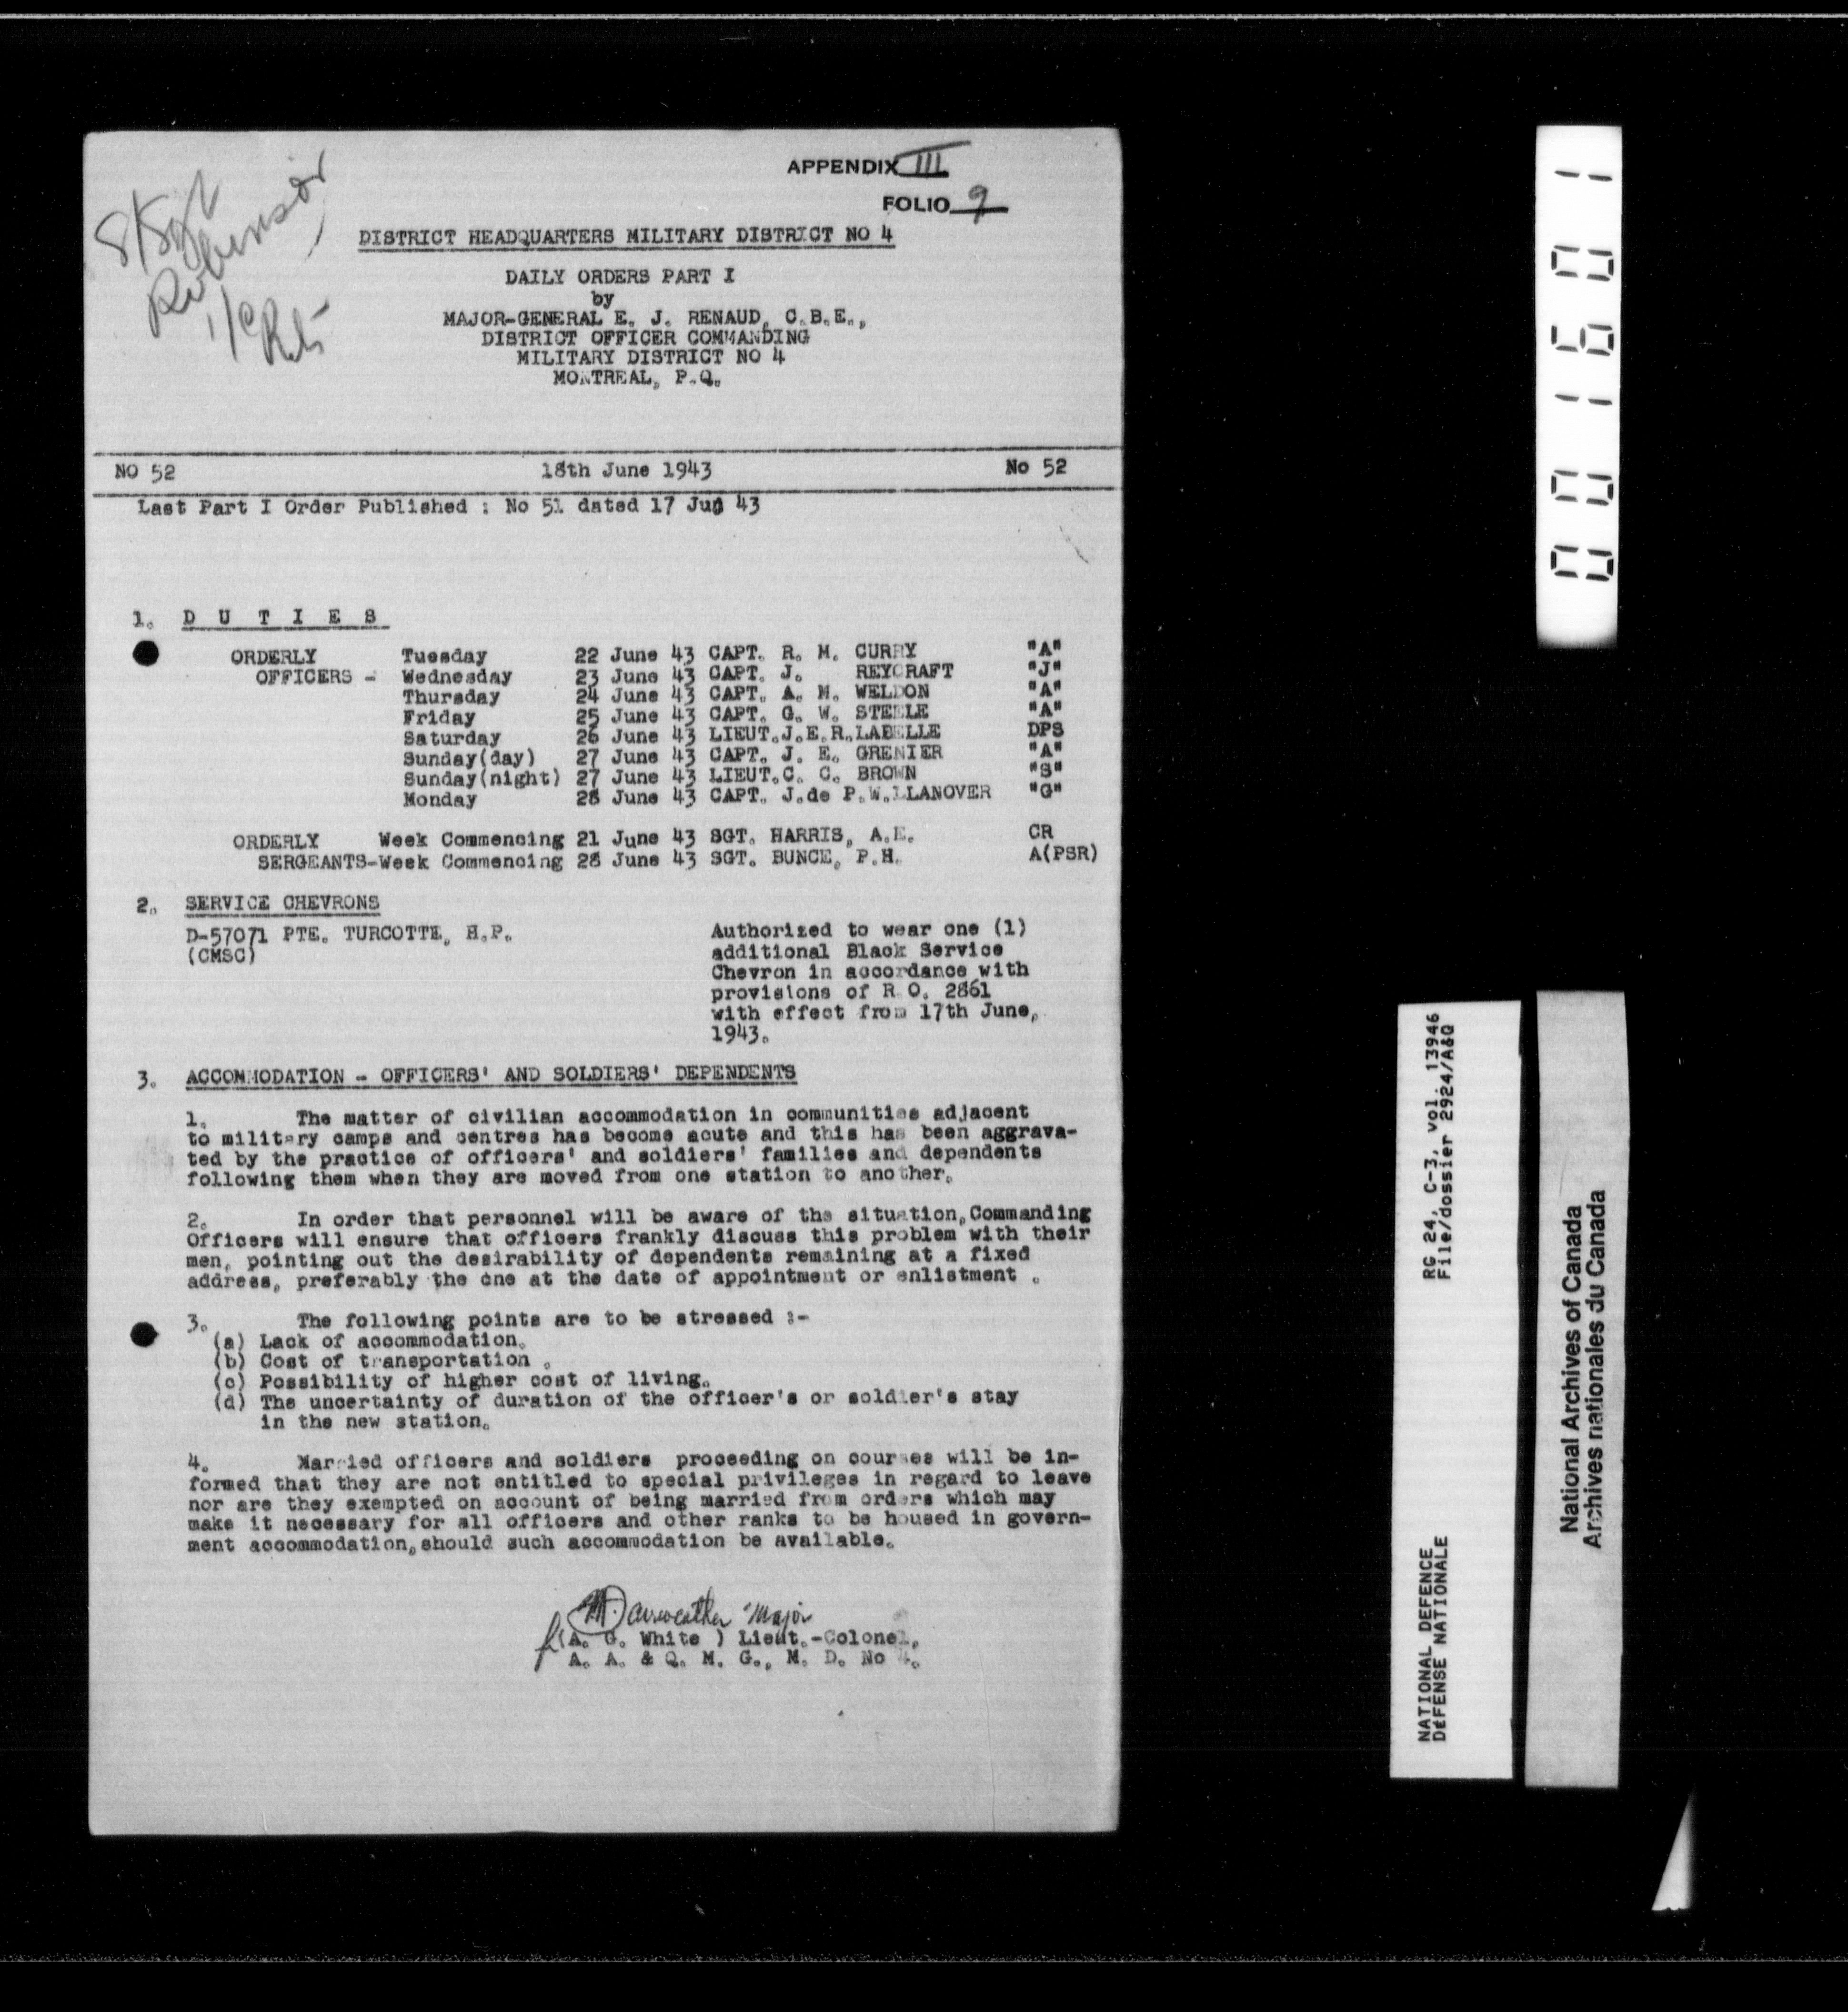 APPENDIX III
FOLIO 9
S/Sgt
Robinson
i/c
DISTRICT HEADQUARTERS MILITARY DISTRICT NO 4
DAILY ORDERS PART I
by
MAJOR-GENERAL E. J. RENAUD, C.B.E.,
DISTRICT OFFICER COMMANDING
MILITARY DISTRICT NO 4
MONTREAL, P.Q.
NO 52 18th June 1943 No 52
Last Part I Order Published : No 51 dated 17 Jun 43
1. D U T I E S
ORDERLY Tuesday 22 June 43 CAPT. R. M. CURRY "A"
OFFICERS - Wednesday 23 June 43 CAPT. J. REYCRAFT "J"
Thursday 24 June 43 CAPT. A. M. WELDON "A"
Friday 25 June 43 CAPT. G. W. STEELE "A"
Saturday 26 June 43 LIEUT.J.E.R.LABELLE DPS
Sunday(day) 27 June 43 CAPT. J. E. GRENIER "A"
Sunday(night) 27 June 43 LIEUT.C. C. BROWN "S"
Monday 28 June 43 CAPT. J.de P.W.LLANOVER "G"
ORDERLY Week Commencing 21 June 43 SGT. HARRIS, A.E. CR
SERGEANTS-Week Commencing 28 June 43 SGT. BUNCE, P.H. A(PSR)
2. SERVICE CHEVRONS
D-57071 PTE. TURCOTTE, H.P.
(CMSC)
Authorized to wear one (1)
additional Black Service
Chevron in accordance with
provisions of R.O. 2861
with effect from 17th June,
1943.
3. ACCOMMODATION - OFFICERS' AND SOLDIERS' DEPENDENTS
1. The matter of civilian accommodation in communities adjacent
to military camps and centres has become acute and this has been aggrava-
ted by the practice of officers' and soldiers' families and dependents
following them when they are moved from one station to another.
2. In order that personnel will be aware of the situation,Commanding
Officers will ensure that officers frankly discuss this problem with their
men, pointing out the desirability of dependents remaining at a fixed
address, preferably the one at the date of appointment or enlistment .
3. The following points are to be stressed :-
(a) Lack of accommodation.
(b) Cost of transportation .
(c) Possibility of higher cost of living.
(d) The uncertainty of duration of the officer's or soldier's stay
in the new station.
4. Married officers and soldiers proceeding on courses will be in-
formed that they are not entitled to special privileges in regard to leave
nor are they exempted on account of being married from orders which may
make it necessary for all officers and other ranks to be housed in govern-
ment accommodation,should such accommodation be available.
Major
(A. G. White ) Lieut.-Colonel,
A. A. & Q. M. G., M. D. No 4.
0001601
RG 24, C-3, vol. 13946
File/dossier 2924/A&Q
NATIONAL DEFENCE
DÉFENSE NATIONALE
National Archives of Canada
Archives nationales du Canada